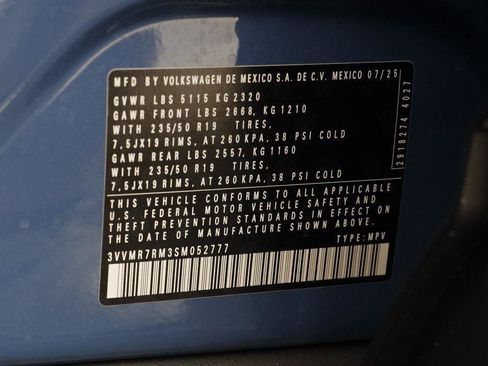 MFD BY VOLKSWAGEN DE MEXICO S.A. DE C.V. MEXICO 07/25
GVWR LBS 5115 KG 2320
GAWR FRONT LBS 2668, KG 1210
WITH 235/50 R19 TIRES,
7,5JX19 RIMS, AT 260 KPA, 38 PSI COLD
GAWR REAR LBS 2557, KG 1160
WITH 235/50 R19 TIRES,
7,5JX19 RIMS, AT 260 KPA, 38 PSI COLD
THIS VEHICLE CONFORMS TO ALL APPLICABLE
U.S. FEDERAL MOTOR VEHICLE SAFETY AND
THEFT PREVENTION STANDARDS IN EFFECT ON
DATE OF MANUFACTURE SHOWN ABOVE.
3VVMR7RM3SM052777 TYPE: MPV
2918274 4027